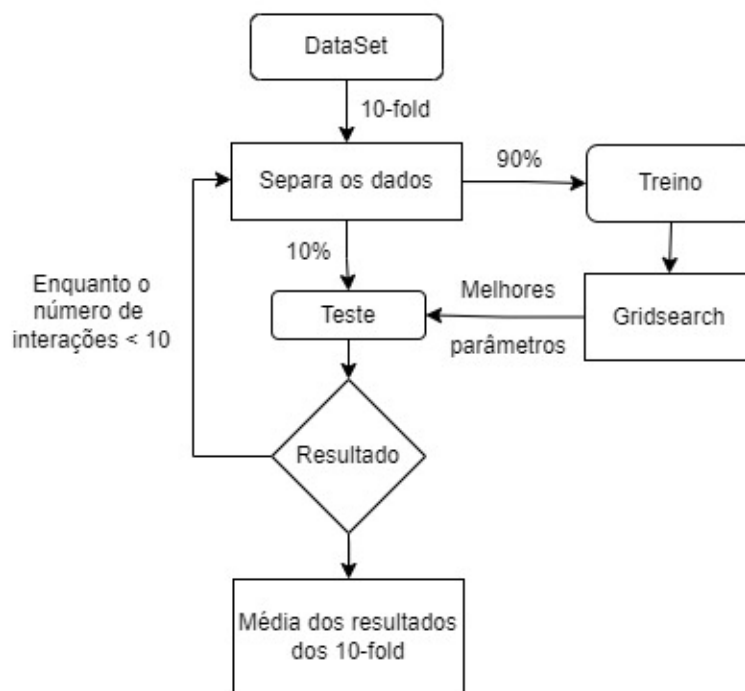 DataSet
10-fold
Separa os dados
90%
Treino
10%
Enquanto o
número de
interações < 10
Teste
Melhores
parâmetros
Gridsearch
Resultado
Média dos resultados
dos 10-fold